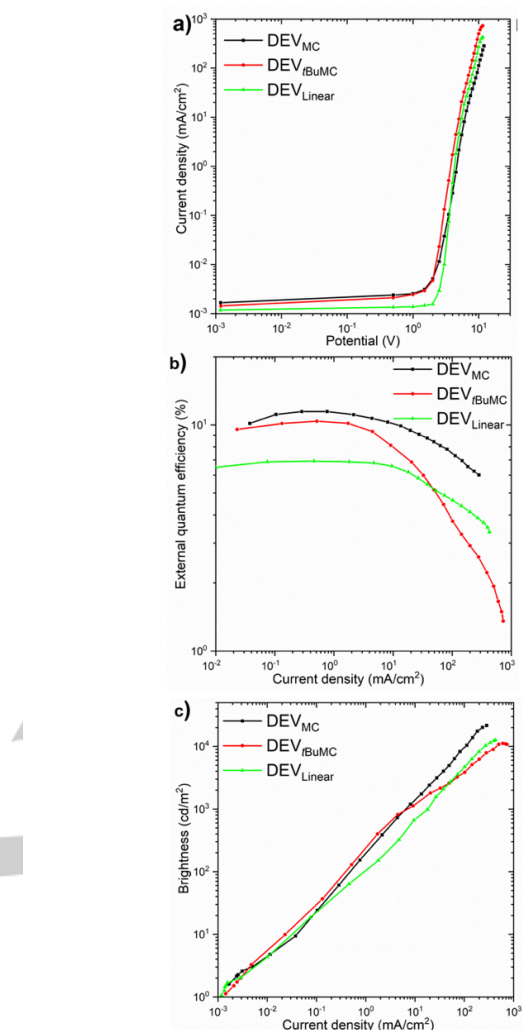 a)
DEV_MC
DEV_tBuMC
DEV_Linear
Current density (mA/cm²)
10³
10²
10¹
10⁰
10⁻¹
10⁻²
10⁻³
10⁻³ 10⁻² 10⁻¹ 10⁰ 10¹
Potential (V)
b)
DEV_MC
DEV_tBuMC
DEV_Linear
External quantum efficiency (%)
10¹
10⁰
10⁻² 10⁻¹ 10⁰ 10¹ 10² 10³
Current density (mA/cm²)
c)
DEV_MC
DEV_tBuMC
DEV_Linear
Brightness (cd/m²)
10⁴
10³
10²
10¹
10⁰
10⁻³ 10⁻² 10⁻¹ 10⁰ 10¹ 10² 10³
Current density (mA/cm²)